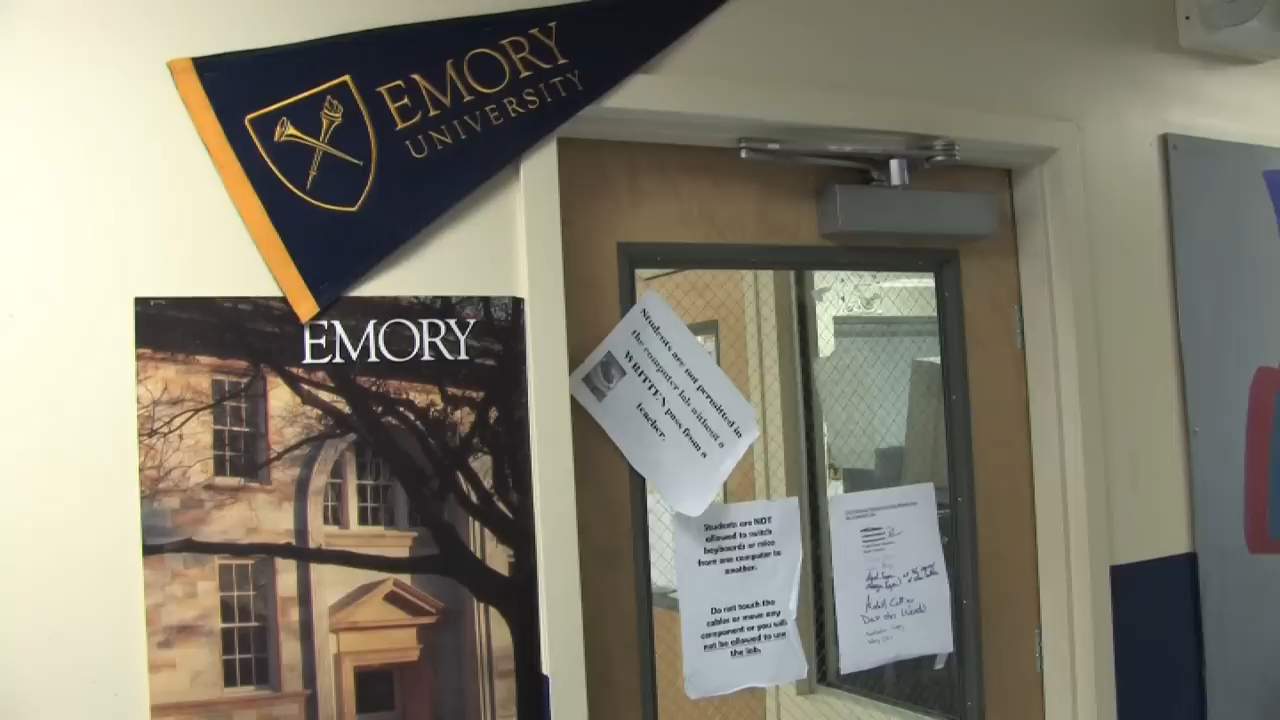 EMORY
UNIVERSITY
EMORY
Students are not permitted in
the computer lab without a
WRITTEN pass from a
teacher.
Students are NOT
allowed to switch
keyboards or mice
from one computer to
another.
Do not touch the
cables or move any
component or you will
not be allowed to use
the lab.